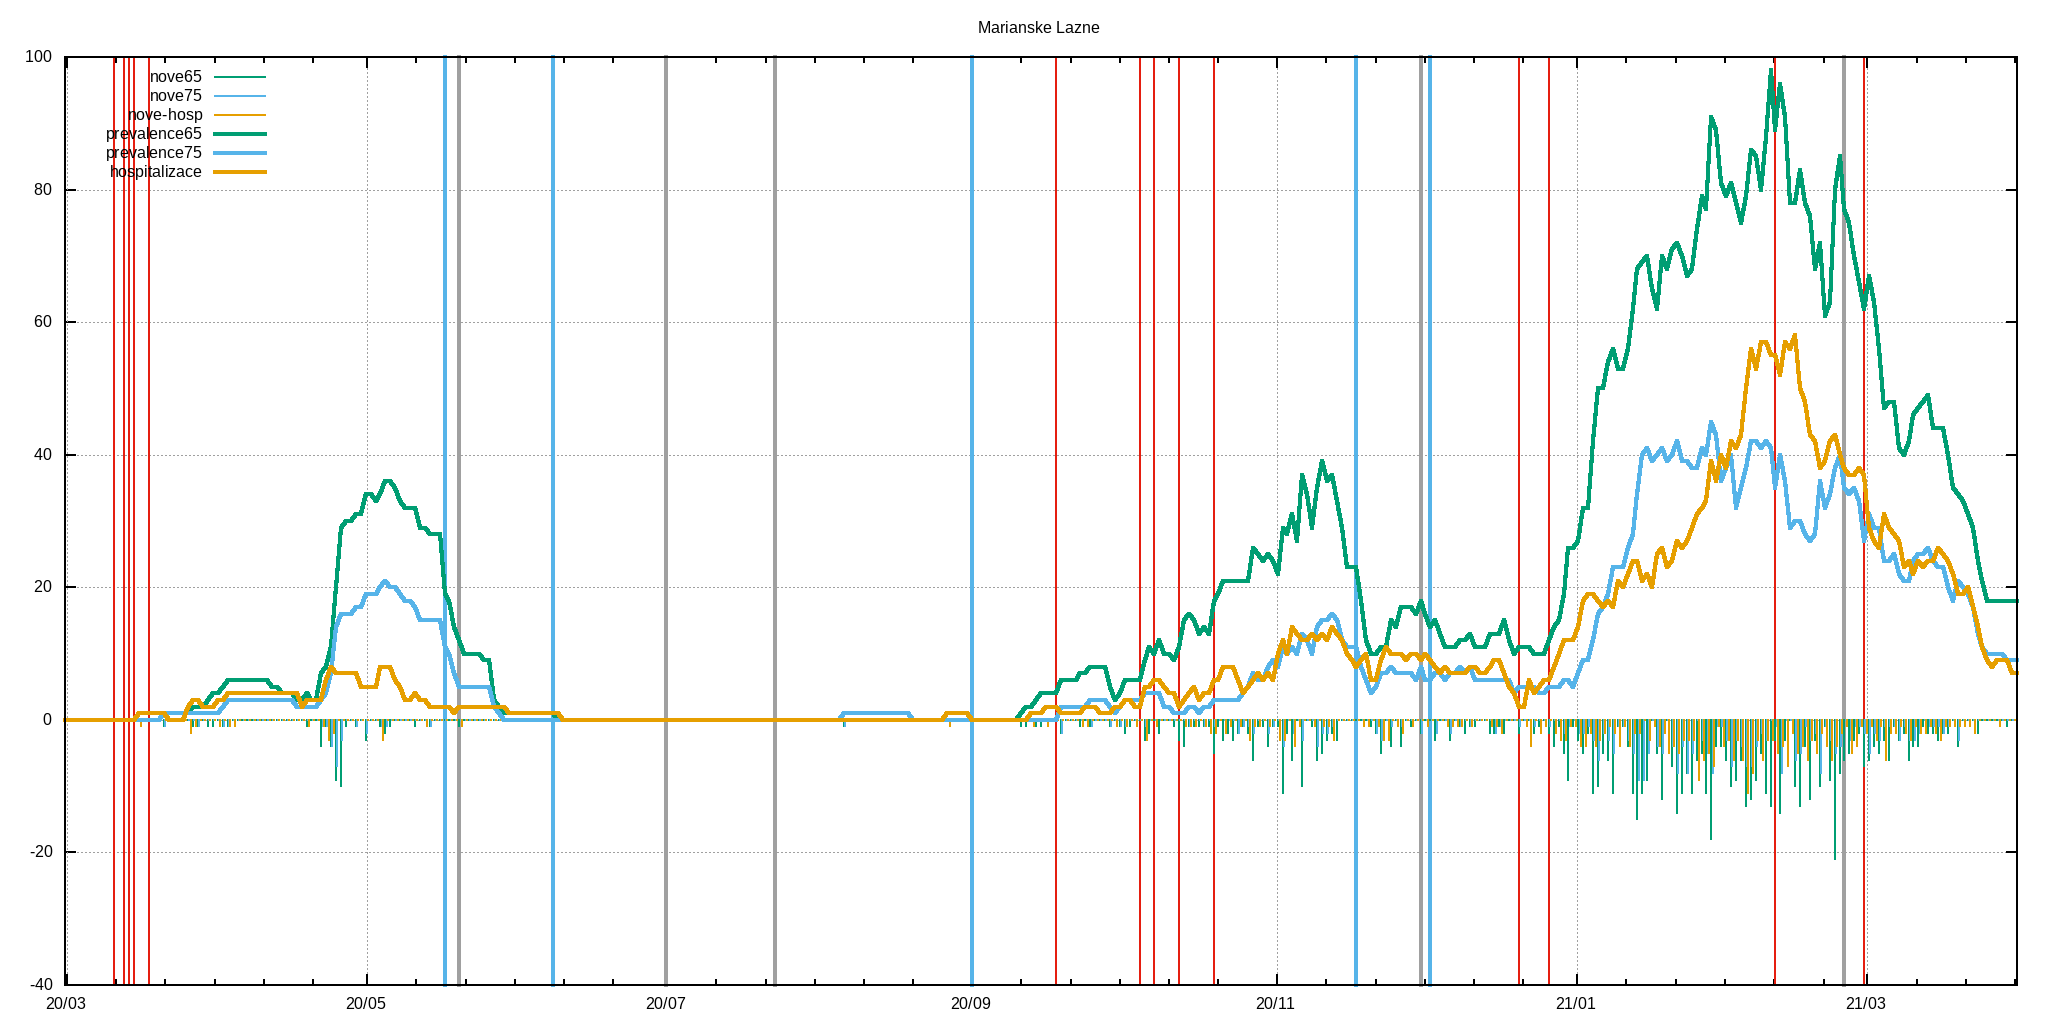 Marianske Lazne
100
80
60
40
20
0
-20
-40
nove65
nove75
nove-hosp
prevalence65
prevalence75
hospitalizace
20/03
20/05
20/07
20/09
20/11
21/01
21/03